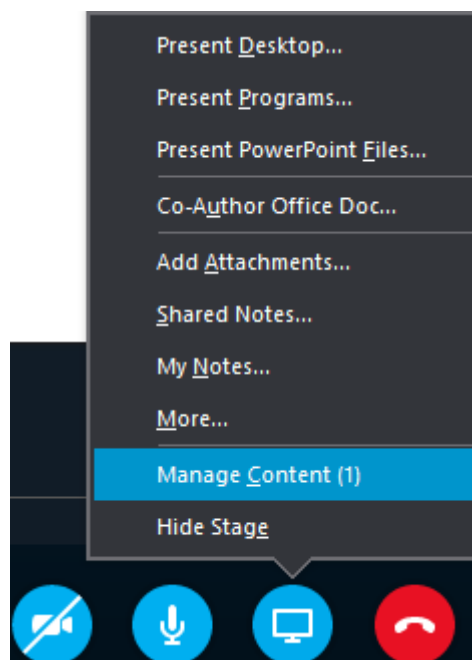 Present Desktop...
Present Programs...
Present PowerPoint Files...
Co-Author Office Doc...
Add Attachments...
Shared Notes...
My Notes...
More...
Manage Content (1)
Hide Stage